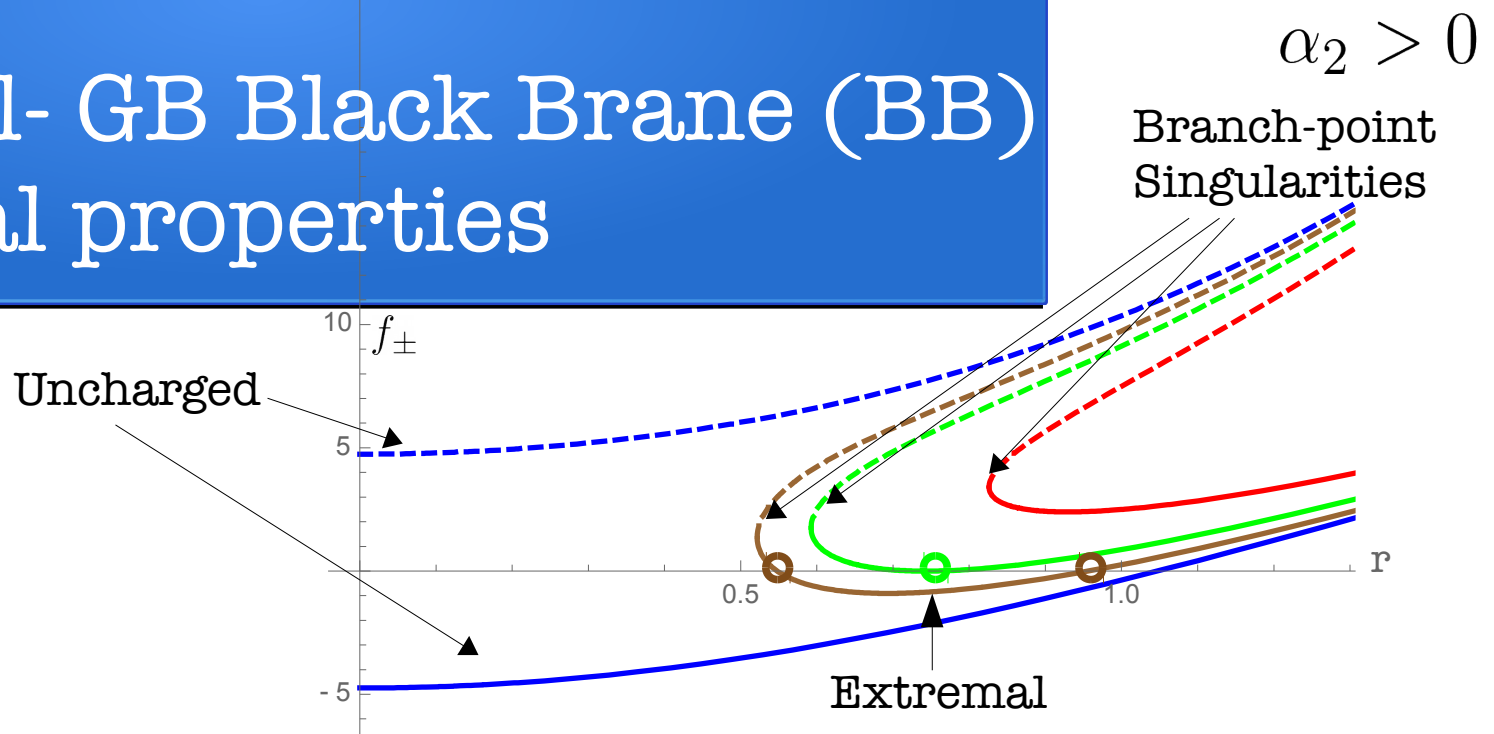 l- GB Black Brane (BB)
al properties
α₂ > 0
Branch-point
Singularities
10
f±
Uncharged
5
r
0.5
1.0
- 5
Extremal